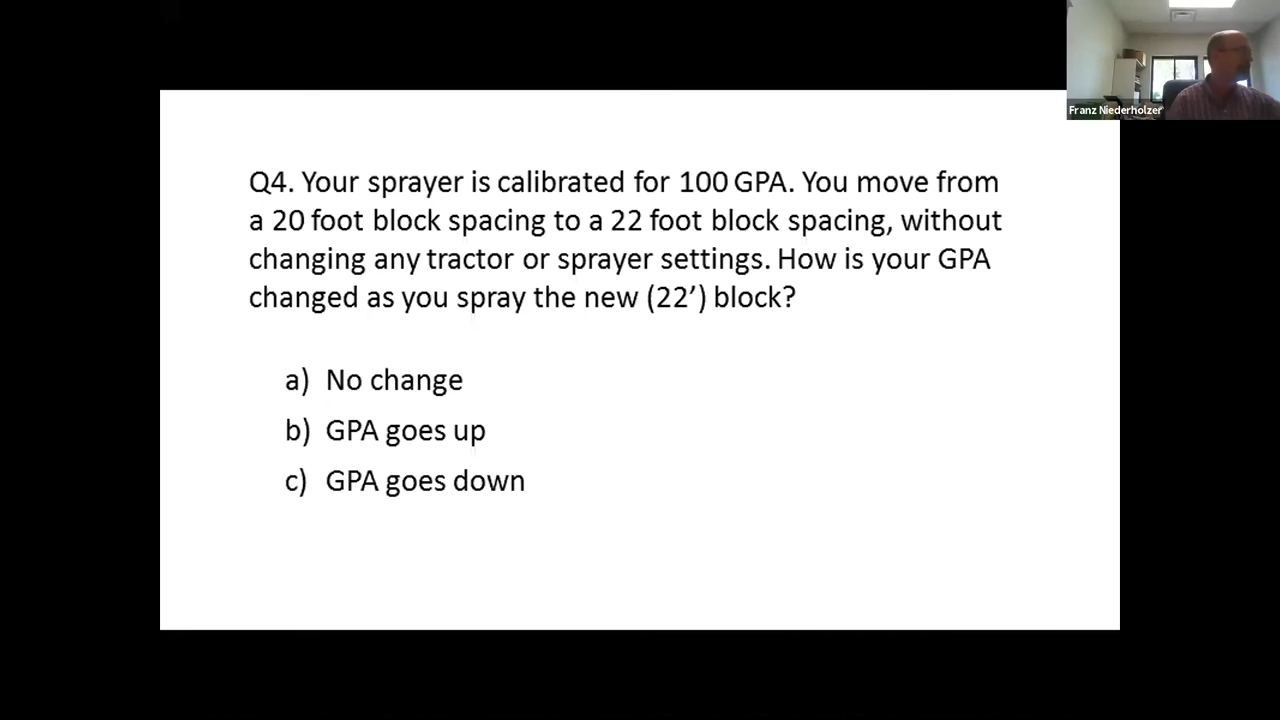 Franz Niederholzer
Q4. Your sprayer is calibrated for 100 GPA. You move from
a 20 foot block spacing to a 22 foot block spacing, without
changing any tractor or sprayer settings. How is your GPA
changed as you spray the new (22’) block?
a) No change
b) GPA goes up
c) GPA goes down